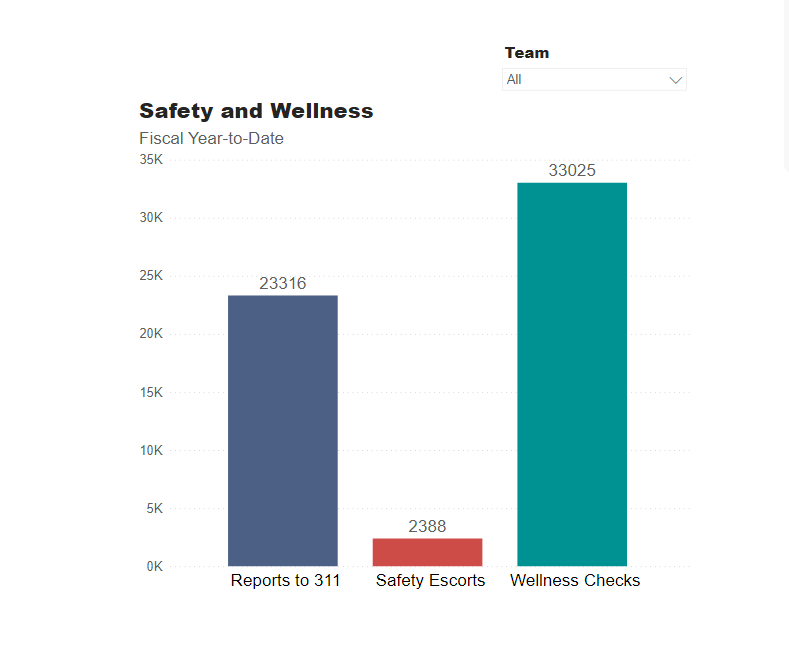 Team
All
Safety and Wellness
Fiscal Year-to-Date
35K
33025
30K
25K
23316
20K
15K
10K
5K
2388
0K
Reports to 311 Safety Escorts Wellness Checks